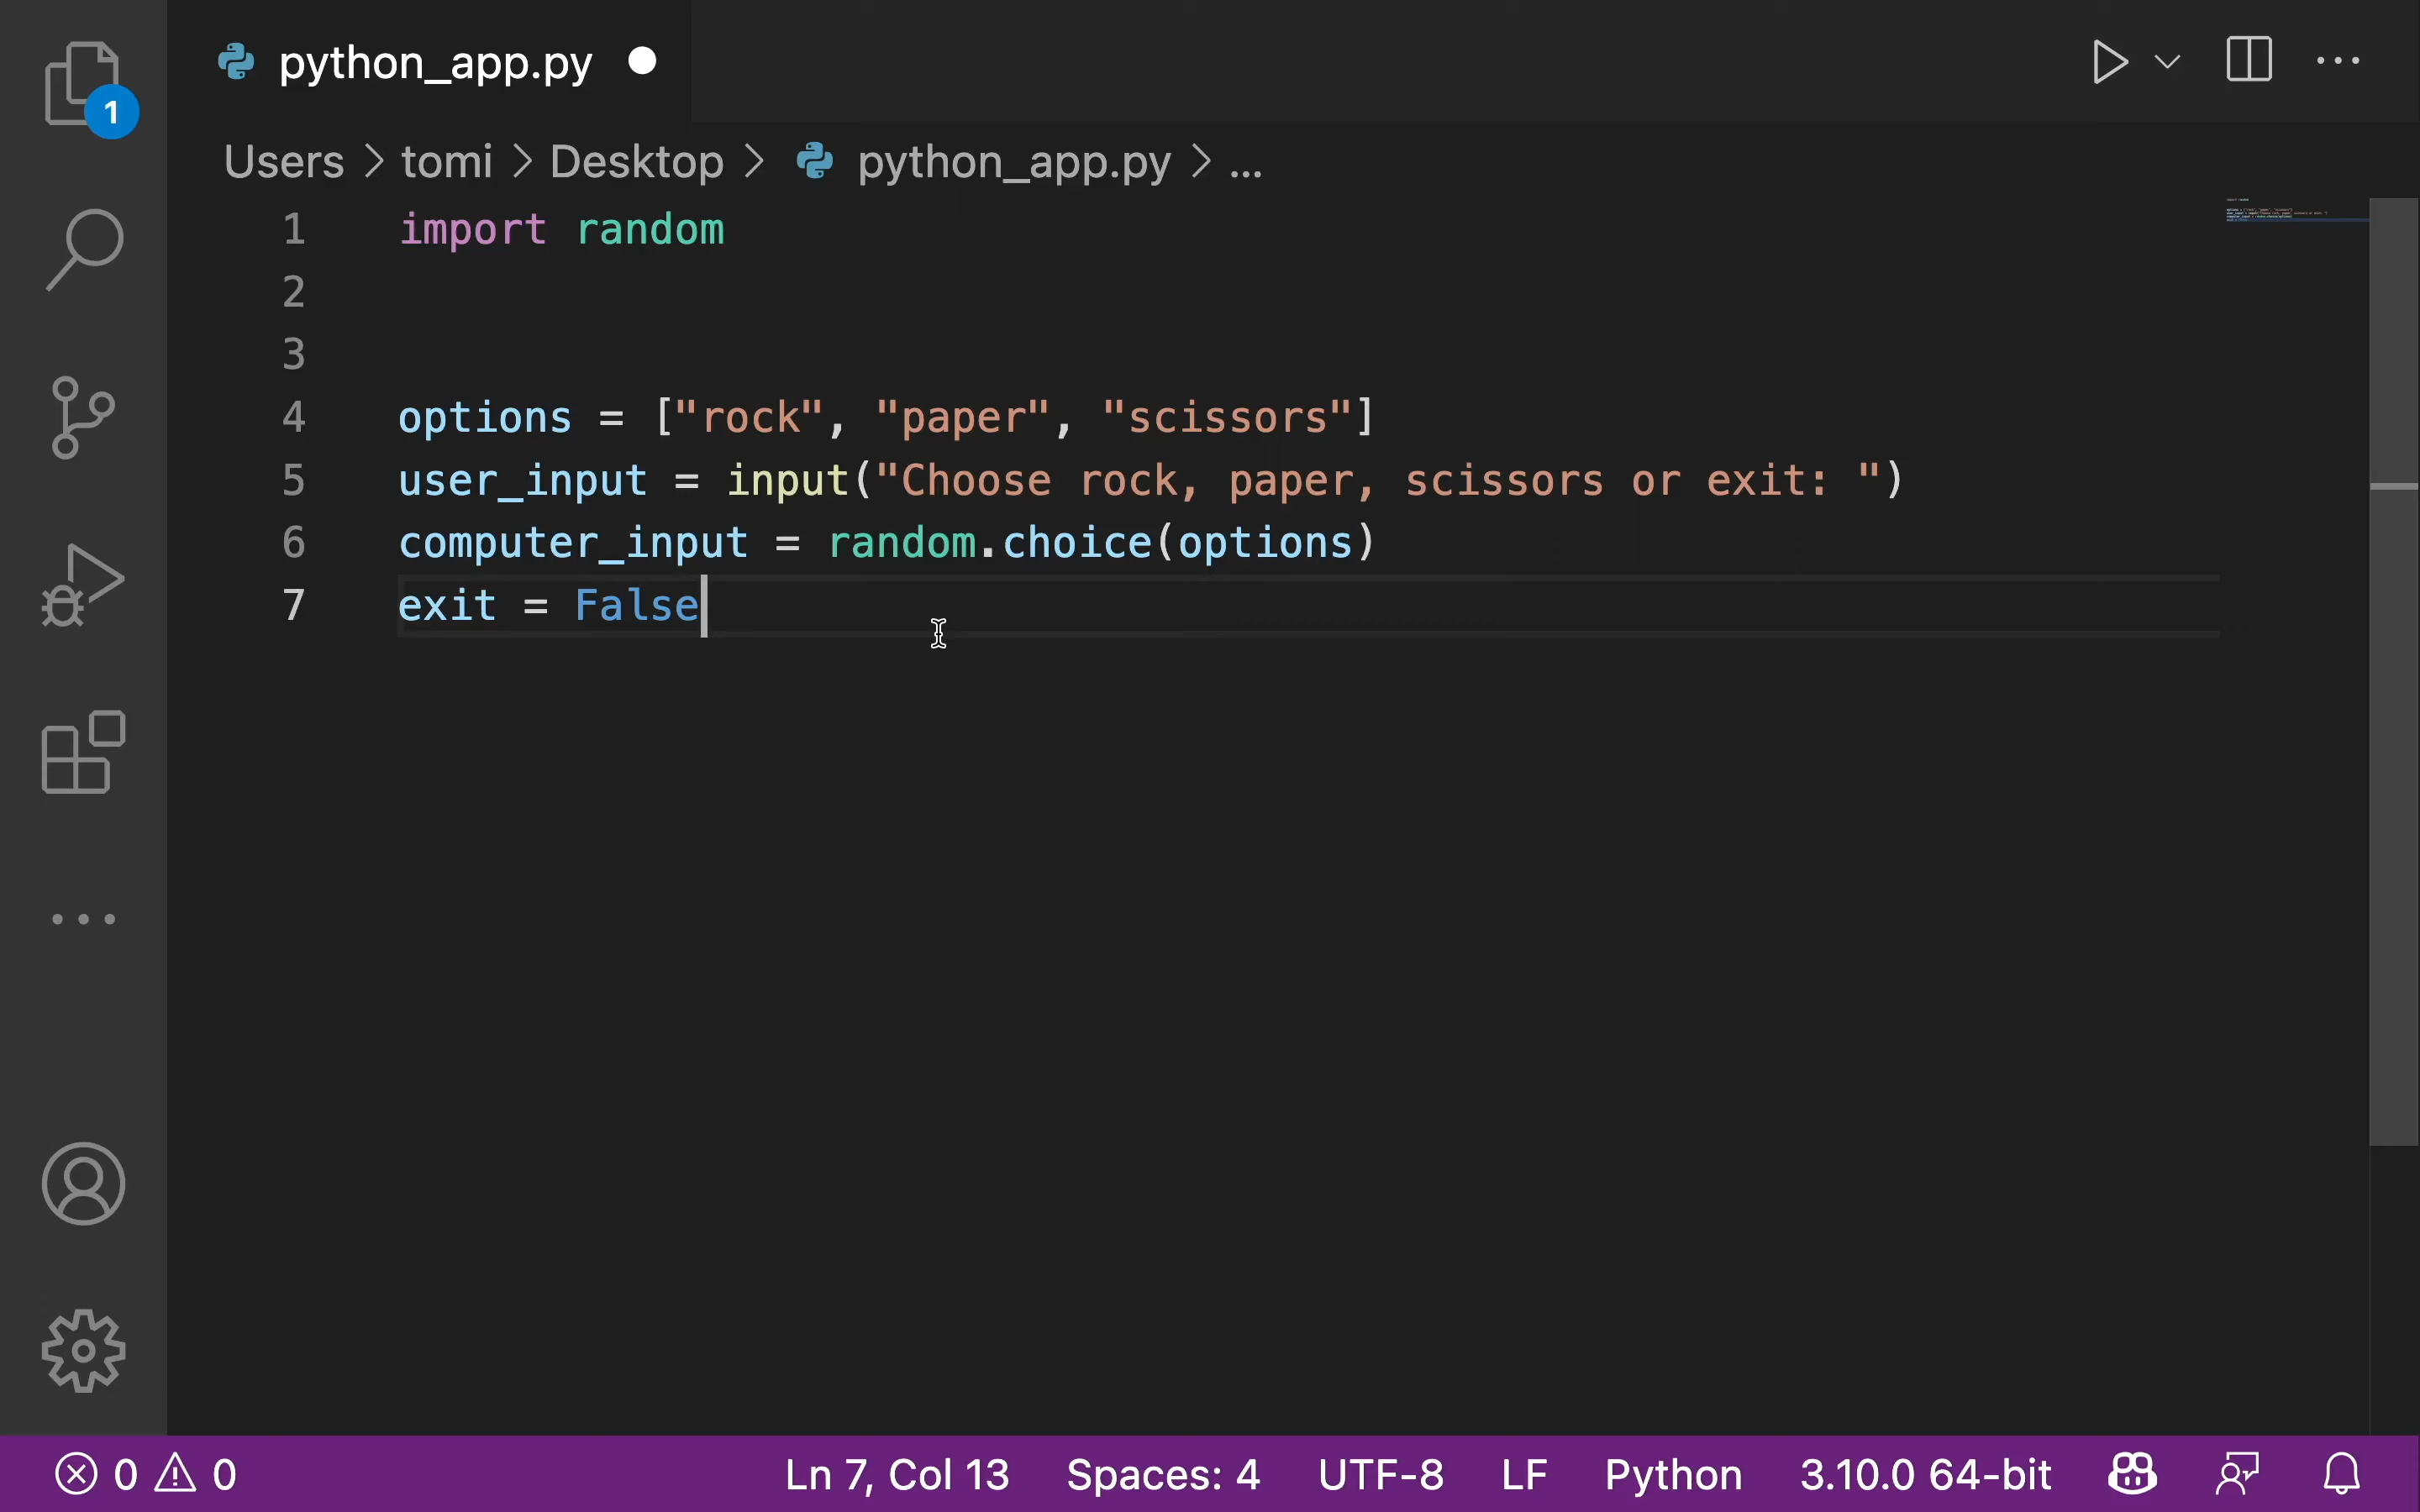 python_app.py
1
Users > tomi > Desktop > python_app.py > ...
1 import random
2
3
4 options = ["rock", "paper", "scissors"]
5 user_input = input("Choose rock, paper, scissors or exit: ")
6 computer_input = random.choice(options)
7 exit = False
0 0 Ln 7, Col 13 Spaces: 4 UTF-8 LF Python 3.10.0 64-bit